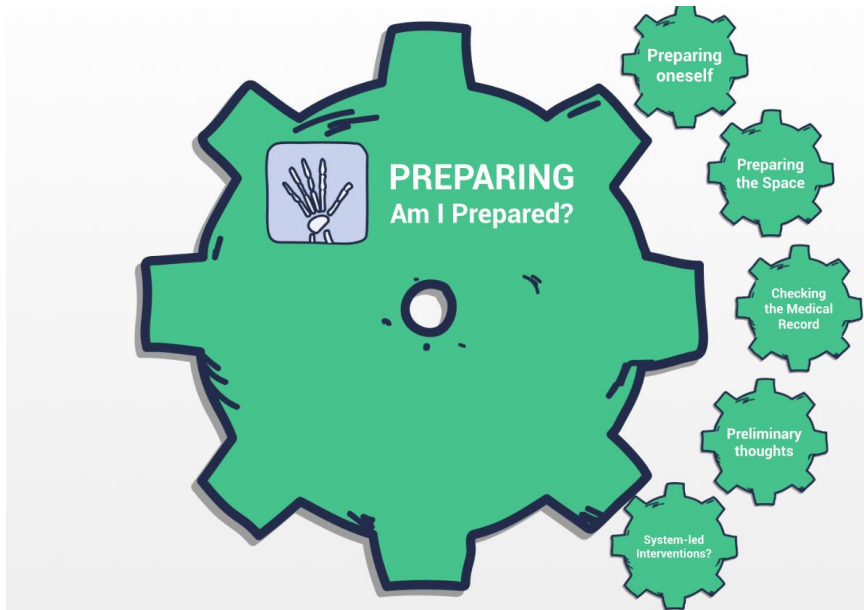 PREPARING
Am I Prepared?
Preparing
oneself
Preparing
the Space
Checking
the Medical
Record
Preliminary
thoughts
System-led
Interventions?